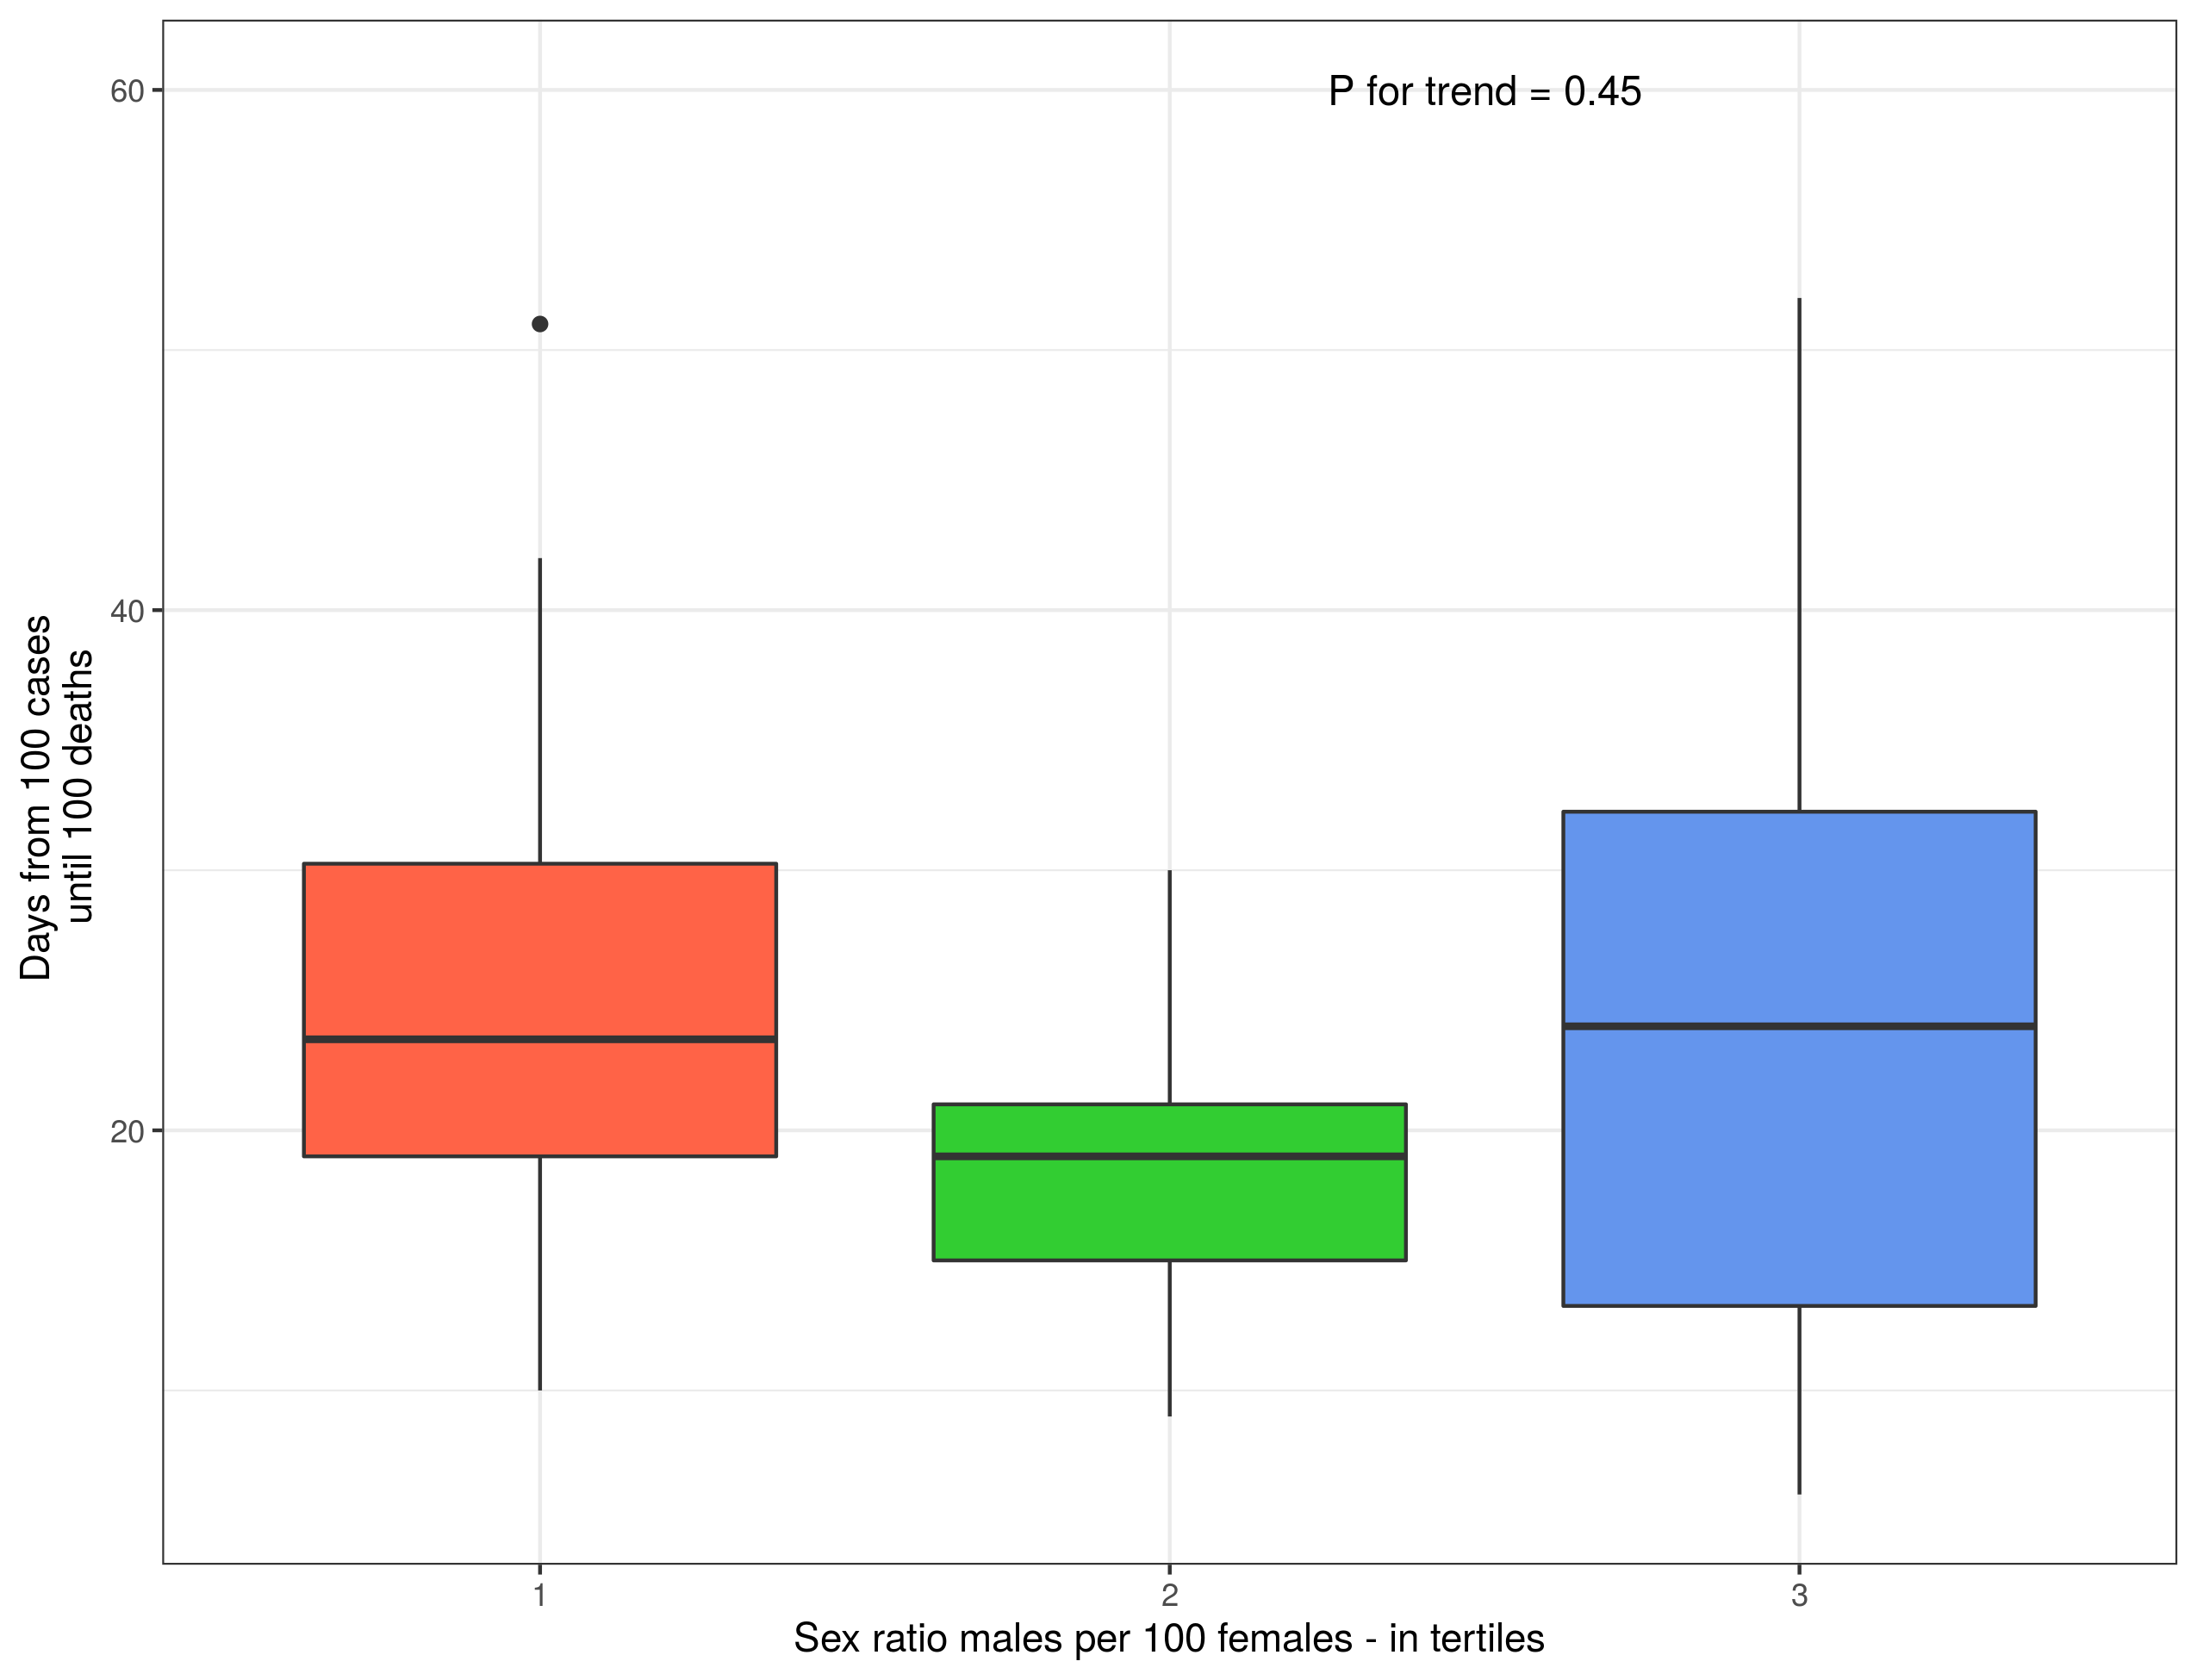 P for trend = 0.45
60
40
20
Days from 100 cases
until 100 deaths
1
2
3
Sex ratio males per 100 females - in tertiles